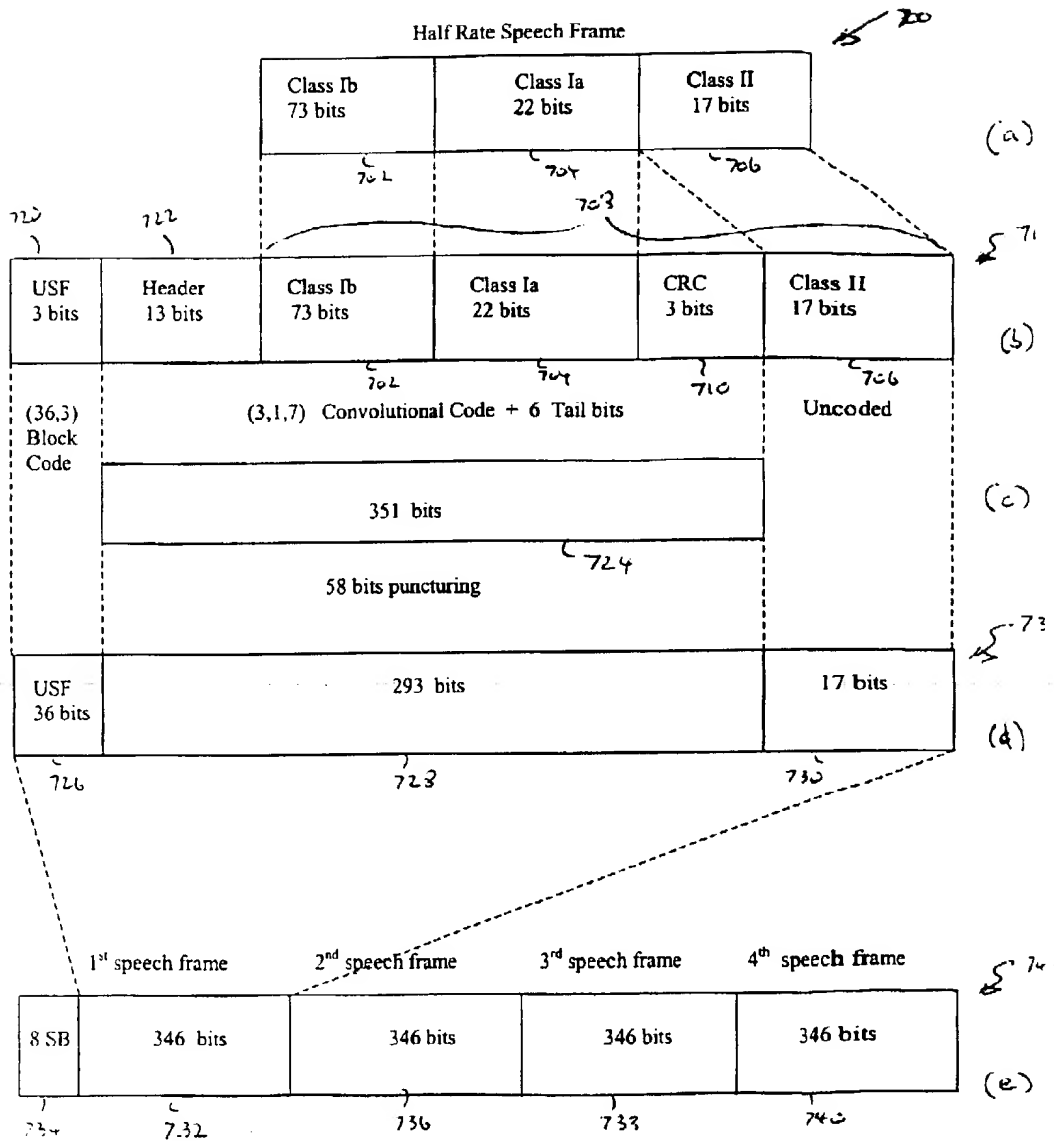 Half Rate Speech Frame
700
Class Ib Class Ia Class II
73 bits 22 bits 17 bits
(a)
702 704 706
708
720 722
71
USF Header Class Ib Class Ia CRC Class II
3 bits 13 bits 73 bits 22 bits 3 bits 17 bits
(b)
702 704 710 706
(36,3) (3,1,7) Convolutional Code + 6 Tail bits Uncoded
Block
Code
(c)
351 bits
724
58 bits puncturing
73
USF 293 bits 17 bits
36 bits
(d)
726 728 730
1st speech frame 2nd speech frame 3rd speech frame 4th speech frame
74
8 SB 346 bits 346 bits 346 bits 346 bits
(e)
734 732 736 738 740